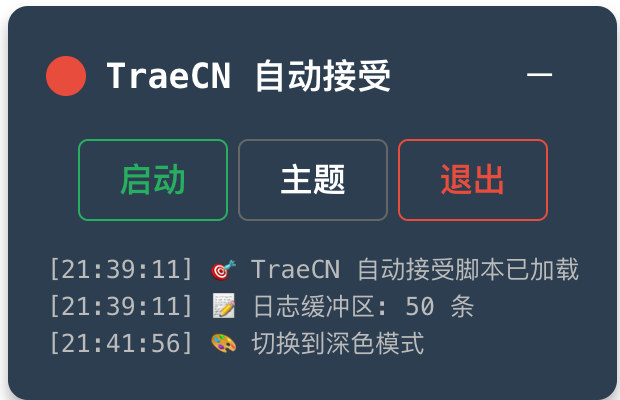 TraeCN 自动接受 —
启动 主题 退出
[21:39:11] 🎯 TraeCN 自动接受脚本已加载
[21:39:11] 📝 日志缓冲区: 50 条
[21:41:56] 🎨 切换到深色模式